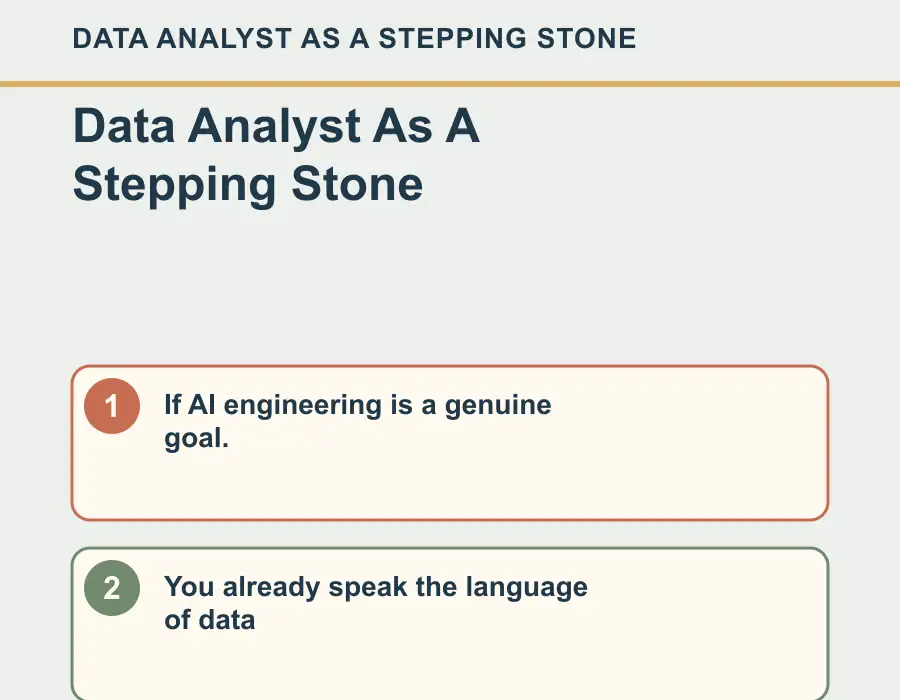 DATA ANALYST AS A STEPPING STONE
Data Analyst As A
Stepping Stone
1
If AI engineering is a genuine
goal.
2
You already speak the language
of data